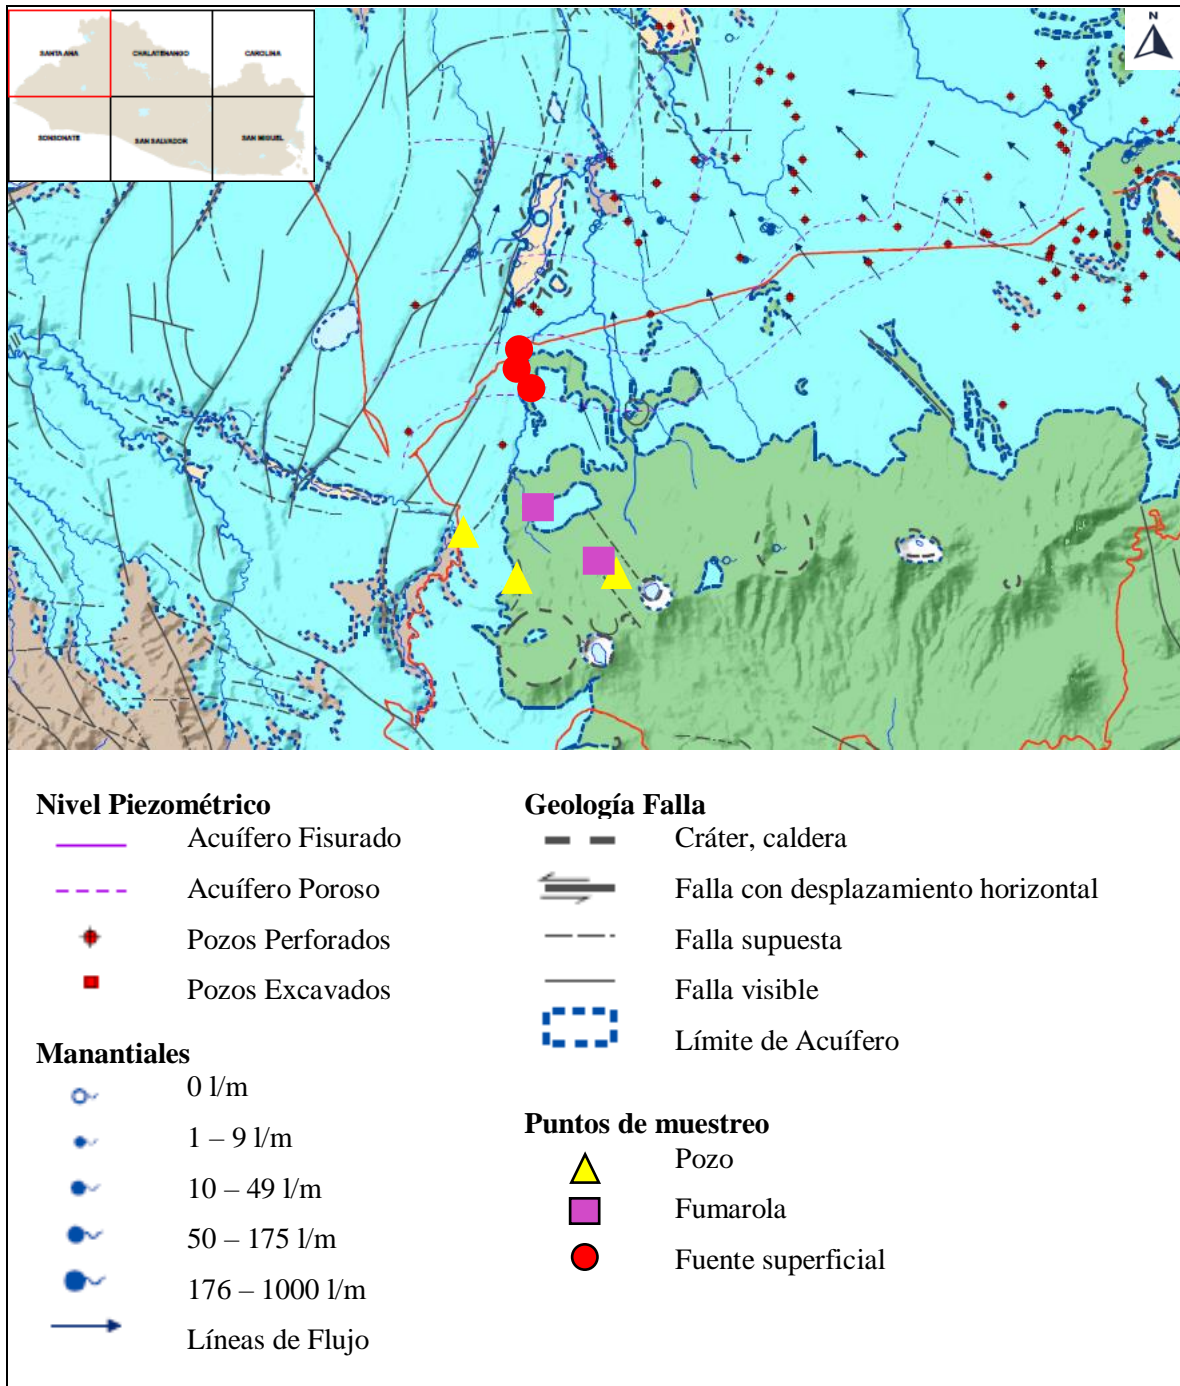 SANTA ANA
CHALATENANGO
CAROLINA
SONSONATE
SAN SALVADOR
SAN MIGUEL
N
Nivel Piezométrico
Acuífero Fisurado
Acuífero Poroso
Pozos Perforados
Pozos Excavados
Manantiales
0 l/m
1 – 9 l/m
10 – 49 l/m
50 – 175 l/m
176 – 1000 l/m
Líneas de Flujo
Geología Falla
Cráter, caldera
Falla con desplazamiento horizontal
Falla supuesta
Falla visible
Límite de Acuífero
Puntos de muestreo
Pozo
Fumarola
Fuente superficial